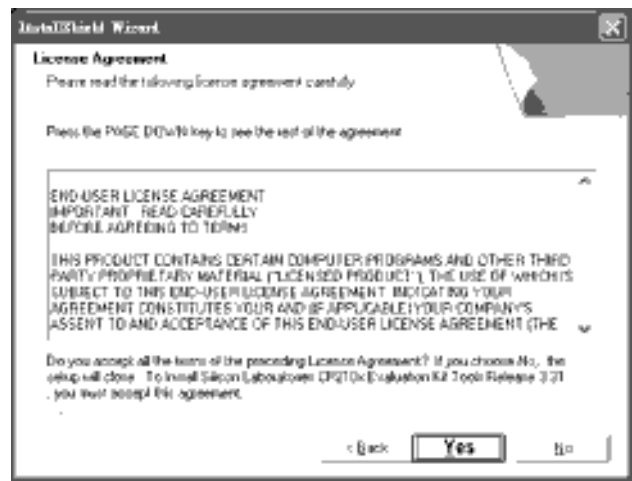 InstallShield Wizard
License Agreement
Please read the following license agreement carefully.
Press the PAGE DOWN key to see the rest of the agreement.
END-USER LICENSE AGREEMENT
IMPORTANT READ CAREFULLY
BEFORE AGREEING TO TERMS
THIS PRODUCT CONTAINS CERTAIN COMPUTER PROGRAMS AND OTHER THIRD
PARTY PROPRIETARY MATERIAL ("LICENSED PRODUCT"), THE USE OF WHICH IS
SUBJECT TO THIS END-USER LICENSE AGREEMENT. INDICATING YOUR
AGREEMENT CONSTITUTES YOUR AND (IF APPLICABLE) YOUR COMPANY'S
ASSENT TO AND ACCEPTANCE OF THIS END-USER LICENSE AGREEMENT (THE
Do you accept all the terms of the preceding License Agreement? If you choose No, the
setup will close. To install Silicon Laboratories CP210x Evaluation Kit Tools Release 3.31
, you must accept this agreement.
< Back Yes No